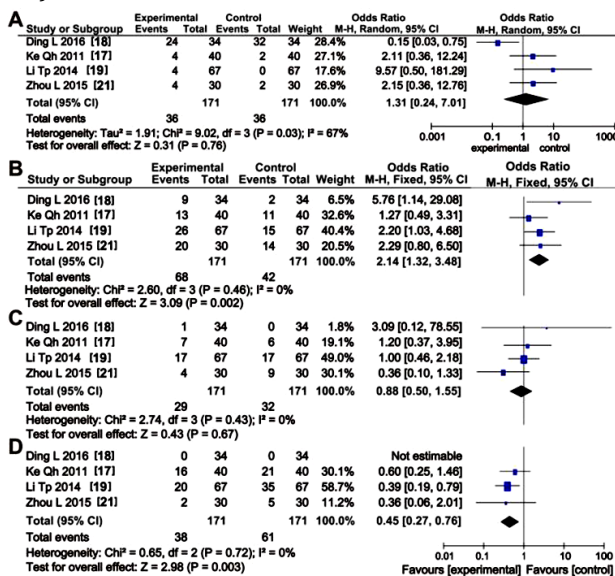 A Experimental Control Odds Ratio Odds Ratio
Study or Subgroup Events Total Events Total Weight M-H, Random, 95% CI M-H, Random, 95% CI
Ding L 2016 [18] 24 34 32 34 28.4% 0.15 [0.03, 0.75]
Ke Qh 2011 [17] 4 40 2 40 27.1% 2.11 [0.36, 12.24]
Li Tp 2014 [19] 4 67 0 67 17.6% 9.57 [0.50, 181.29]
Zhou L 2015 [21] 4 30 2 30 26.9% 2.15 [0.36, 12.76]
Total (95% CI) 171 171 100.0% 1.31 [0.24, 7.01]
Total events 36 36
Heterogeneity: Tau² = 1.91; Chi² = 9.02, df = 3 (P = 0.03); I² = 67%
Test for overall effect: Z = 0.31 (P = 0.76)
0.001 0.1 1 10 1000
experimental control
B Experimental Control Odds Ratio Odds Ratio
Study or Subgroup Events Total Events Total Weight M-H, Fixed, 95% CI M-H, Fixed, 95% CI
Ding L 2016 [18] 9 34 2 34 6.5% 5.76 [1.14, 29.08]
Ke Qh 2011 [17] 13 40 11 40 32.6% 1.27 [0.49, 3.31]
Li Tp 2014 [19] 26 67 15 67 40.4% 2.20 [1.03, 4.68]
Zhou L 2015 [21] 20 30 14 30 20.5% 2.29 [0.80, 6.50]
Total (95% CI) 171 171 100.0% 2.14 [1.32, 3.48]
Total events 68 42
Heterogeneity: Chi² = 2.60, df = 3 (P = 0.46); I² = 0%
Test for overall effect: Z = 3.09 (P = 0.002)
C
Ding L 2016 [18] 1 34 0 34 1.8% 3.09 [0.12, 78.55]
Ke Qh 2011 [17] 7 40 6 40 19.1% 1.20 [0.37, 3.95]
Li Tp 2014 [19] 17 67 17 67 49.0% 1.00 [0.46, 2.18]
Zhou L 2015 [21] 4 30 9 30 30.1% 0.36 [0.10, 1.33]
Total (95% CI) 171 171 100.0% 0.88 [0.50, 1.55]
Total events 29 32
Heterogeneity: Chi² = 2.74, df = 3 (P = 0.43); I² = 0%
Test for overall effect: Z = 0.43 (P = 0.67)
D
Ding L 2016 [18] 0 34 0 34 Not estimable
Ke Qh 2011 [17] 16 40 21 40 30.1% 0.60 [0.25, 1.46]
Li Tp 2014 [19] 20 67 35 67 58.7% 0.39 [0.19, 0.79]
Zhou L 2015 [21] 2 30 5 30 11.2% 0.36 [0.06, 2.01]
Total (95% CI) 171 171 100.0% 0.45 [0.27, 0.76]
Total events 38 61
Heterogeneity: Chi² = 0.65, df = 2 (P = 0.72); I² = 0%
Test for overall effect: Z = 2.98 (P = 0.003)
0.01 0.1 1 10 100
Favours [experimental] Favours [control]